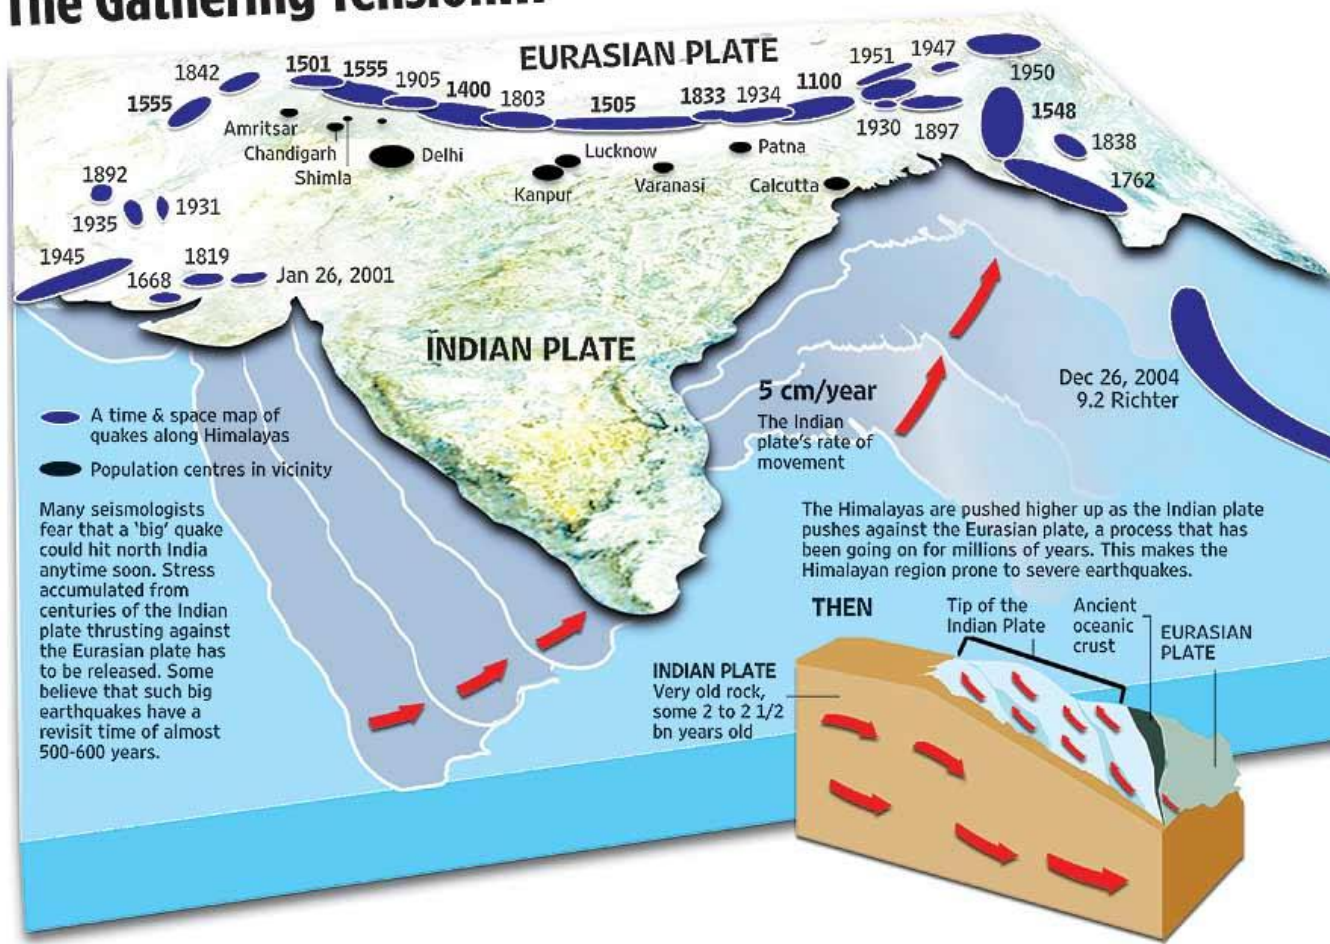 The Gathering Tension...
EURASIAN PLATE
1842
1555
1501
1555
1905
1400
1803
1505
1833
1934
1100
1951
1947
1950
1930
1897
1548
1838
1762
Amritsar
Chandigarh
Shimla
Delhi
Lucknow
Kanpur
Varanasi
Patna
Calcutta
1892
1935
1931
1945
1668
1819
Jan 26, 2001
INDIAN PLATE
5 cm/year
The Indian
plate's rate of
movement
Dec 26, 2004
9.2 Richter
A time & space map of
quakes along Himalayas
Population centres in vicinity
Many seismologists
fear that a 'big' quake
could hit north India
anytime soon. Stress
accumulated from
centuries of the Indian
plate thrusting against
the Eurasian plate has
to be released. Some
believe that such big
earthquakes have a
revisit time of almost
500-600 years.
The Himalayas are pushed higher up as the Indian plate
pushes against the Eurasian plate, a process that has
been going on for millions of years. This makes the
Himalayan region prone to severe earthquakes.
THEN
Tip of the
Indian Plate
Ancient
oceanic
crust
EURASIAN
PLATE
INDIAN PLATE
Very old rock,
some 2 to 2 1/2
bn years old